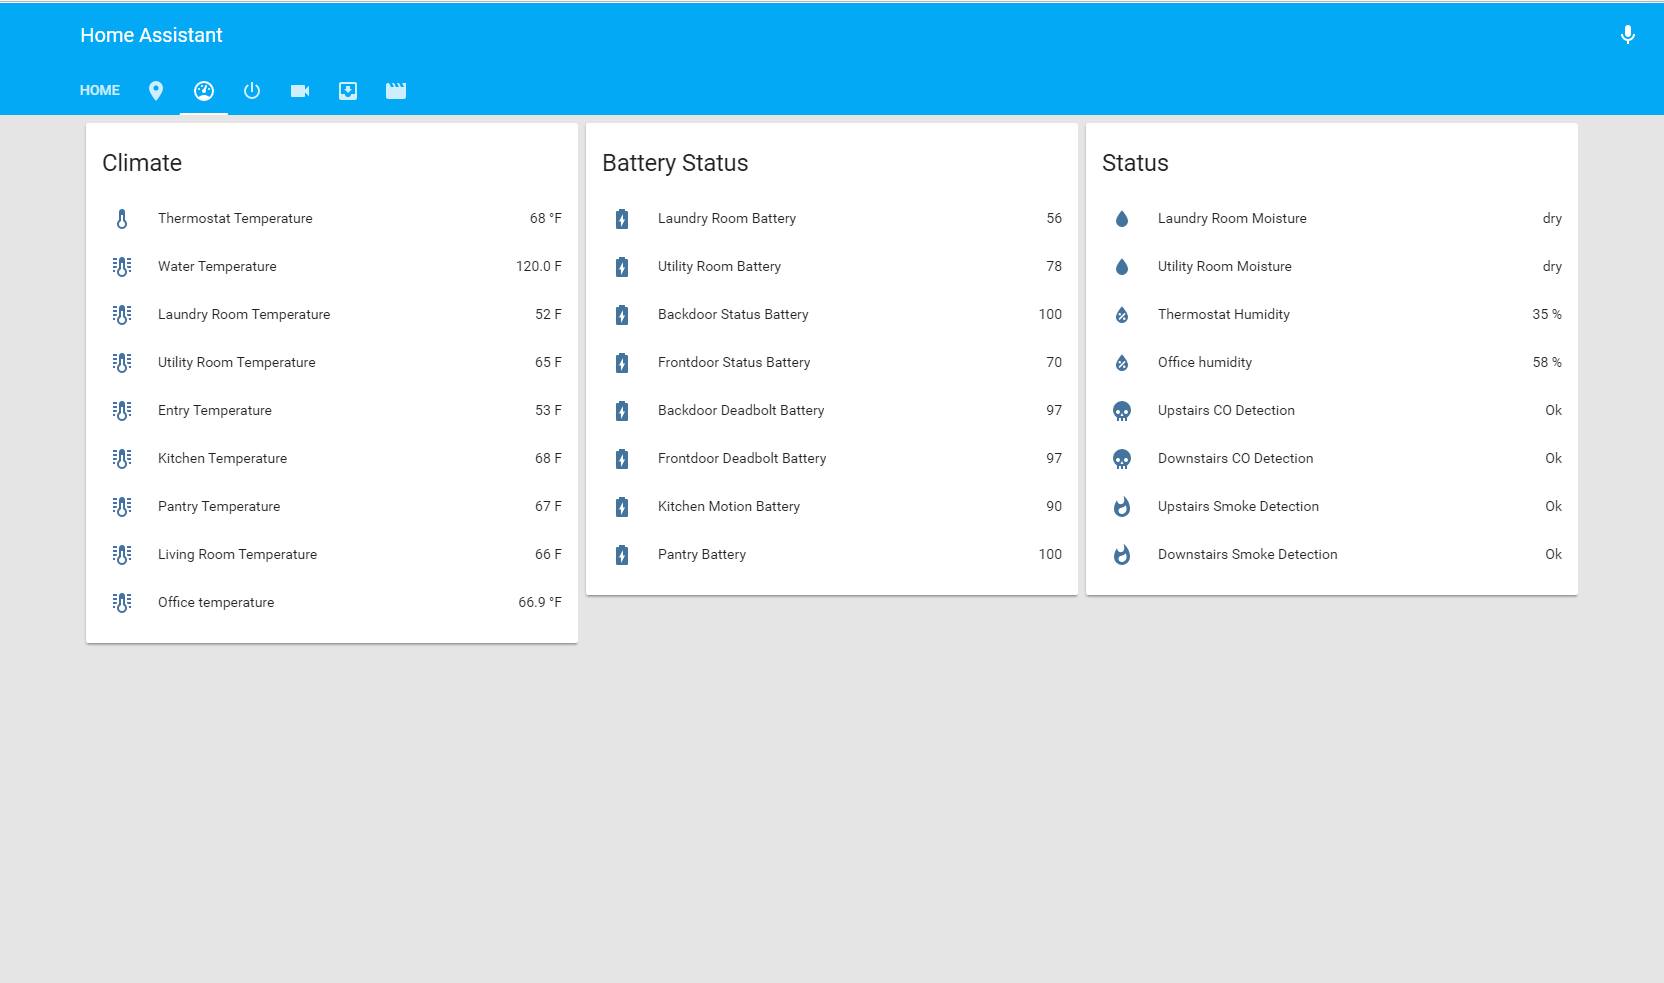 Home Assistant
HOME
Climate
Thermostat Temperature 68 °F
Water Temperature 120.0 F
Laundry Room Temperature 52 F
Utility Room Temperature 65 F
Entry Temperature 53 F
Kitchen Temperature 68 F
Pantry Temperature 67 F
Living Room Temperature 66 F
Office temperature 66.9 °F
Battery Status
Laundry Room Battery 56
Utility Room Battery 78
Backdoor Status Battery 100
Frontdoor Status Battery 70
Backdoor Deadbolt Battery 97
Frontdoor Deadbolt Battery 97
Kitchen Motion Battery 90
Pantry Battery 100
Status
Laundry Room Moisture dry
Utility Room Moisture dry
Thermostat Humidity 35 %
Office humidity 58 %
Upstairs CO Detection Ok
Downstairs CO Detection Ok
Upstairs Smoke Detection Ok
Downstairs Smoke Detection Ok